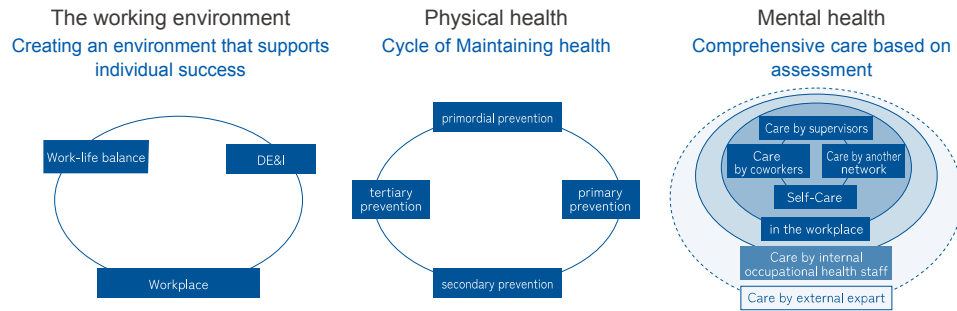 The working environment
Creating an environment that supports
individual success
Work-life balance
DE&I
Workplace
Physical health
Cycle of Maintaining health
primordial prevention
tertiary
prevention
primary
prevention
secondary prevention
Mental health
Comprehensive care based on
assessment
Care by supervisors
Care
by coworkers
Care by another
network
Self-Care
in the workplace
Care by internal
occupational health staff
Care by external expart